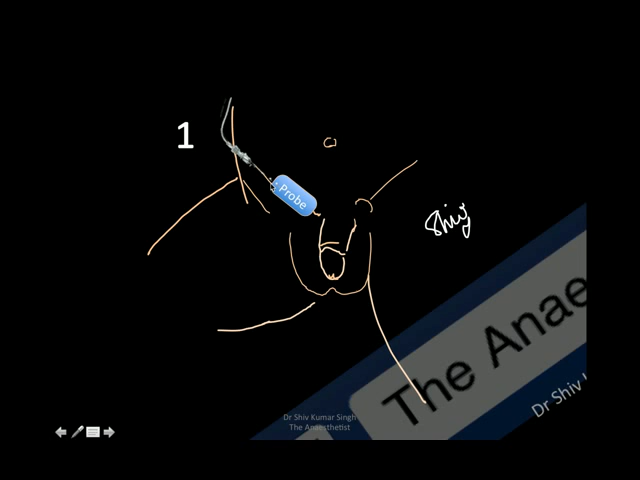 1
Probe
Shiv
The Anae
Dr Shiv
Dr Shiv Kumar Singh
The Anaesthetist